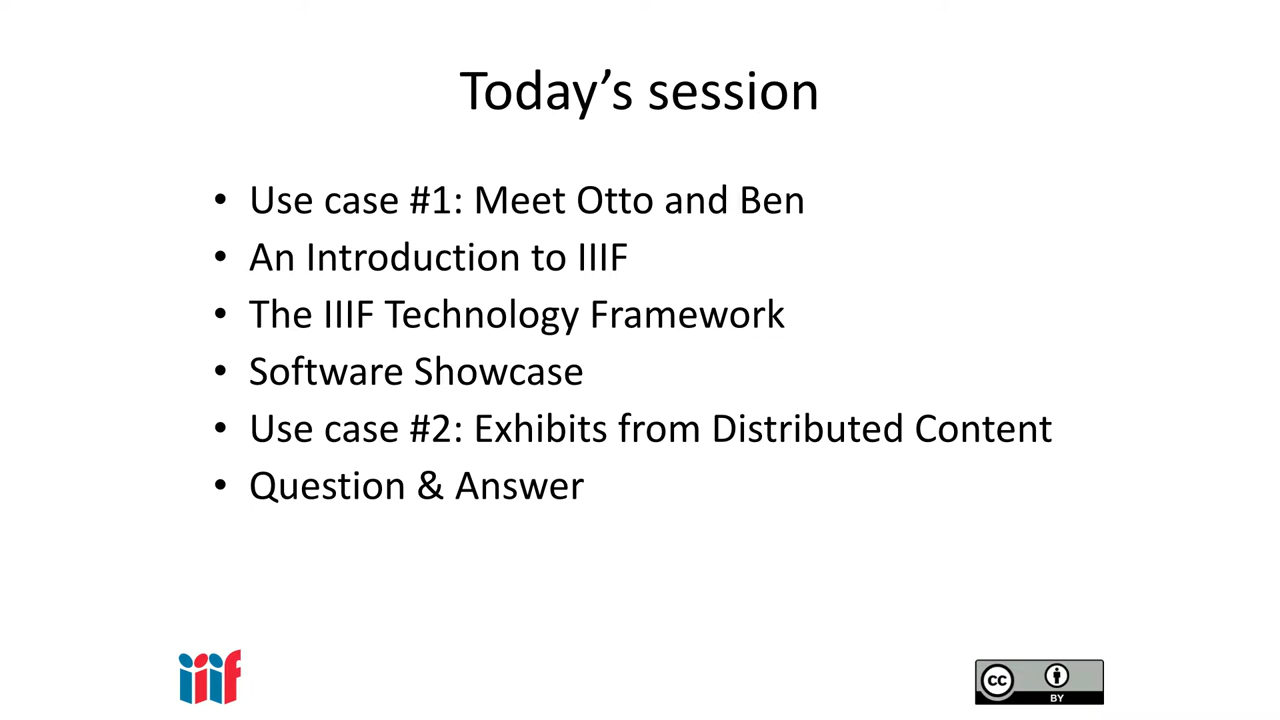 Today’s session
• Use case #1: Meet Otto and Ben
• An Introduction to IIIF
• The IIIF Technology Framework
• Software Showcase
• Use case #2: Exhibits from Distributed Content
• Question & Answer
iiif
cc
BY